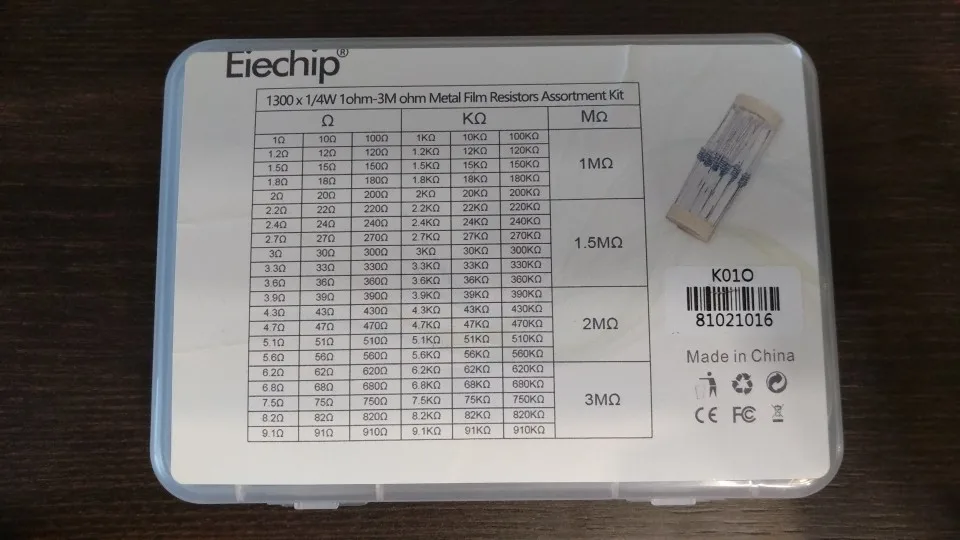 Eiechip®
1300 x 1/4W 1ohm-3M ohm Metal Film Resistors Assortment Kit
Ω KΩ MΩ
1Ω 10Ω 100Ω 1KΩ 10KΩ 100KΩ
1.2Ω 12Ω 120Ω 1.2KΩ 12KΩ 120KΩ
1.5Ω 15Ω 150Ω 1.5KΩ 15KΩ 150KΩ 1MΩ
1.8Ω 18Ω 180Ω 1.8KΩ 18KΩ 180KΩ
2Ω 20Ω 200Ω 2KΩ 20KΩ 200KΩ
2.2Ω 22Ω 220Ω 2.2KΩ 22KΩ 220KΩ
2.4Ω 24Ω 240Ω 2.4KΩ 24KΩ 240KΩ
2.7Ω 27Ω 270Ω 2.7KΩ 27KΩ 270KΩ 1.5MΩ
3Ω 30Ω 300Ω 3KΩ 30KΩ 300KΩ
3.3Ω 33Ω 330Ω 3.3KΩ 33KΩ 330KΩ
3.6Ω 36Ω 360Ω 3.6KΩ 36KΩ 360KΩ
3.9Ω 39Ω 390Ω 3.9KΩ 39KΩ 390KΩ
4.3Ω 43Ω 430Ω 4.3KΩ 43KΩ 430KΩ
4.7Ω 47Ω 470Ω 4.7KΩ 47KΩ 470KΩ 2MΩ
5.1Ω 51Ω 510Ω 5.1KΩ 51KΩ 510KΩ
5.6Ω 56Ω 560Ω 5.6KΩ 56KΩ 560KΩ
6.2Ω 62Ω 620Ω 6.2KΩ 62KΩ 620KΩ
6.8Ω 68Ω 680Ω 6.8KΩ 68KΩ 680KΩ
7.5Ω 75Ω 750Ω 7.5KΩ 75KΩ 750KΩ 3MΩ
8.2Ω 82Ω 820Ω 8.2KΩ 82KΩ 820KΩ
9.1Ω 91Ω 910Ω 9.1KΩ 91KΩ 910KΩ
K01O
81021016
Made in China
CE FC